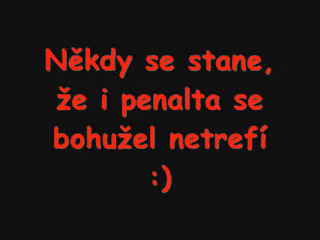 Někdy se stane,
že i penalta se
bohužel netrefí
:)